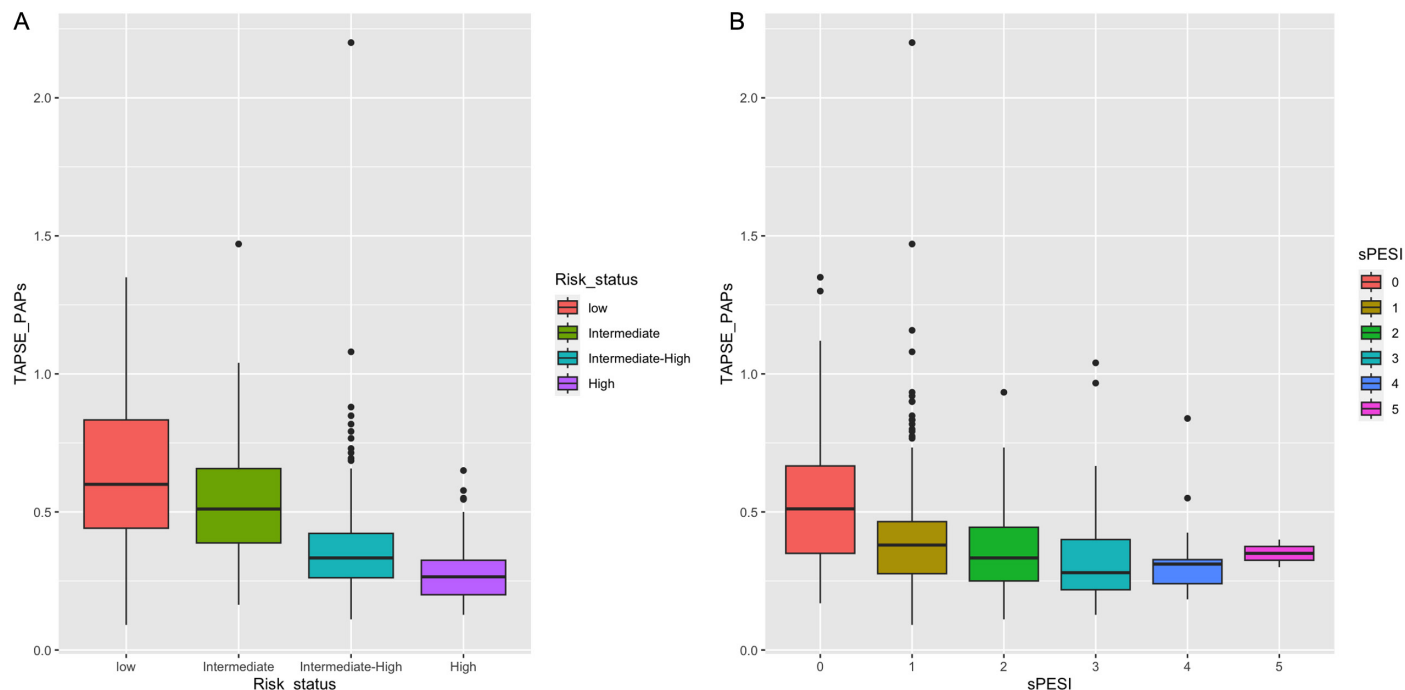 A
TAPSE_PAPs
2.0
1.5
1.0
0.5
0.0
low
Intermediate
Intermediate-High
High
Risk_status
Risk_status
low
Intermediate
Intermediate-High
High
B
TAPSE_PAPs
2.0
1.5
1.0
0.5
0.0
0
1
2
3
4
5
sPESI
sPESI
0
1
2
3
4
5